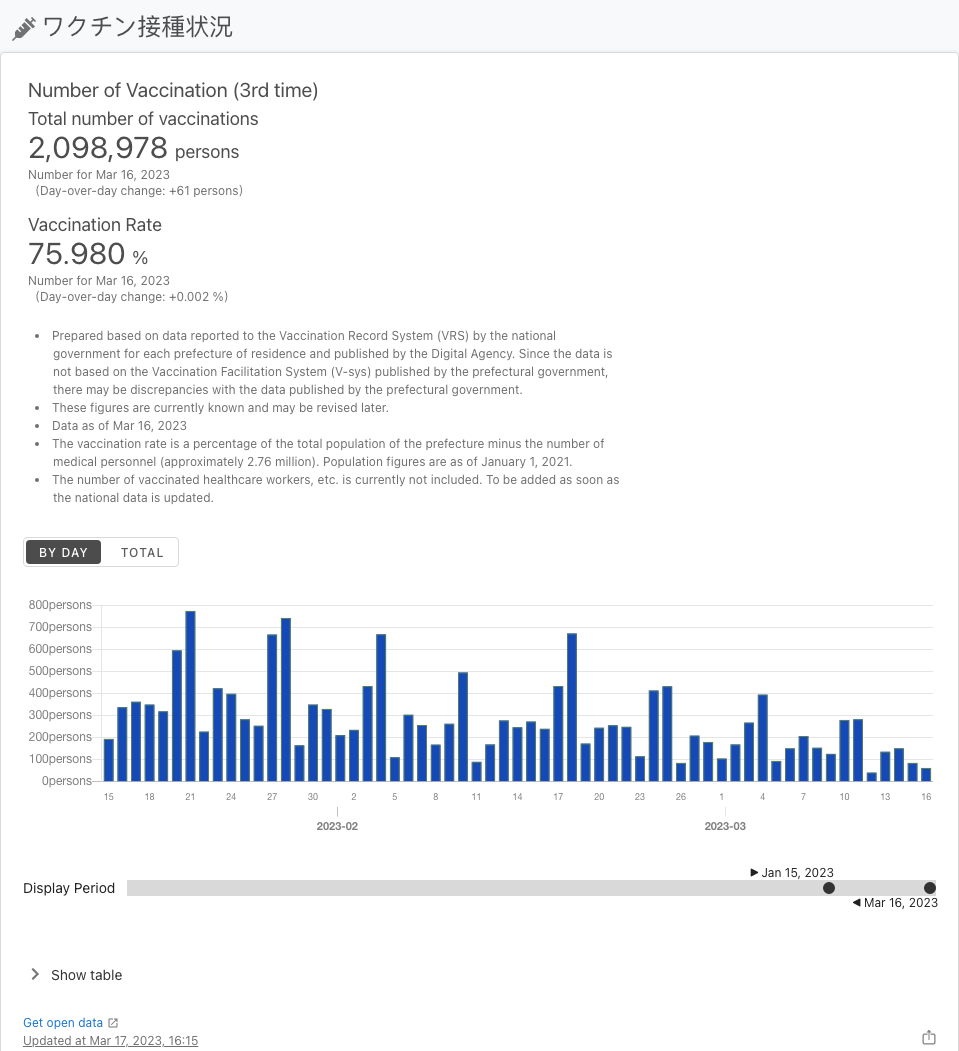 ワクチン接種状況
Number of Vaccination (3rd time)
Total number of vaccinations
2,098,978 persons
Number for Mar 16, 2023
(Day-over-day change: +61 persons)
Vaccination Rate
75.980 %
Number for Mar 16, 2023
(Day-over-day change: +0.002 %)
• Prepared based on data reported to the Vaccination Record System (VRS) by the national
government for each prefecture of residence and published by the Digital Agency. Since the data is
not based on the Vaccination Facilitation System (V-sys) published by the prefectural government,
there may be discrepancies with the data published by the prefectural government.
• These figures are currently known and may be revised later.
• Data as of Mar 16, 2023
• The vaccination rate is a percentage of the total population of the prefecture minus the number of
medical personnel (approximately 2.76 million). Population figures are as of January 1, 2021.
• The number of vaccinated healthcare workers, etc. is currently not included. To be added as soon as
the national data is updated.
BY DAY TOTAL
800persons
700persons
600persons
500persons
400persons
300persons
200persons
100persons
0persons
15 18 21 24 27 30 2 5 8 11 14 17 20 23 26 1 4 7 10 13 16
2023-02 2023-03
Jan 15, 2023
Display Period
Mar 16, 2023
Show table
Get open data
Updated at Mar 17, 2023, 16:15